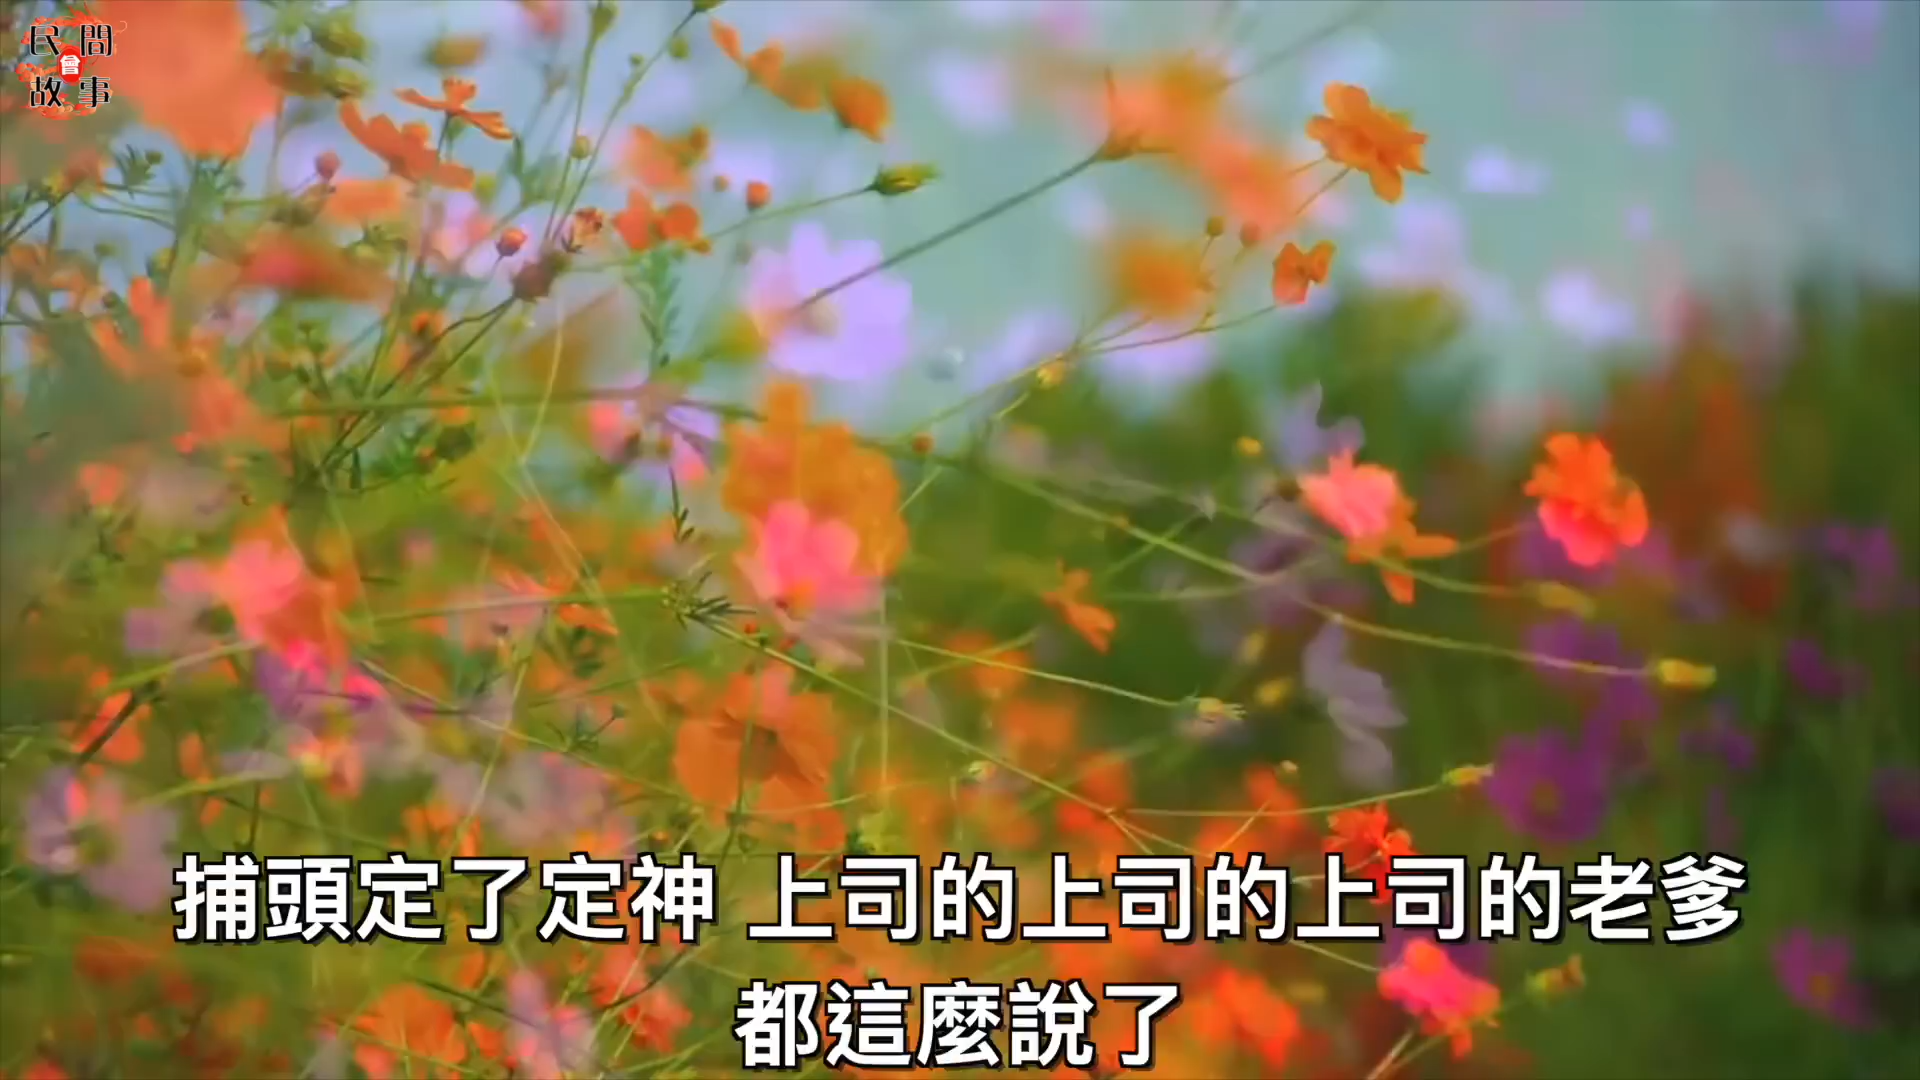 民間
會
故事
捕頭定了定神 上司的上司的上司的老爹
都這麼說了